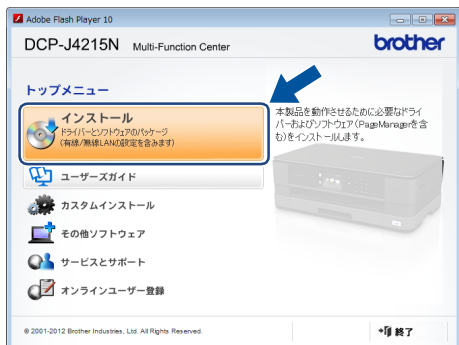 Adobe Flash Player 10
DCP-J4215N Multi-Function Center
brother
トップメニュー
インストール
ドライバーとソフトウェアのパッケージ
(有線/無線LANの設定を含みます)
本製品を動作させるために必要なドライ
バーおよびソフトウェア(PageManagerを含
む)をインストールします。
ユーザーズガイド
カスタムインストール
その他ソフトウェア
サービスとサポート
オンラインユーザー登録
© 2001-2012 Brother Industries, Ltd. All Rights Reserved.
終了